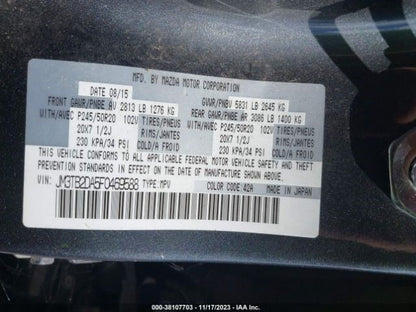 MFD. BY MAZDA MOTOR CORPORATION
DATE 08/15 GVWR/PNBV 5831 LB 2645 KG
FRONT GAWR/PNBE AV 2813 LB 1276 KG REAR GAWR/PNBE AR 3086 LB 1400 KG
WITH/AVEC P245/50R20 102V TIRES/PNEU WITH/AVEC P245/50R20 102V TIRES/PNEU
20X7 1/2J RIMS/JANTES 20X7 1/2J RIMS/JANTES
230 KPA/34 PSI COLD/A FROID 230 KPA/34 PSI COLD/A FROID
THIS VEHICLE CONFORMS TO ALL APPLICABLE FEDERAL MOTOR VEHICLE SAFETY AND THEFT
PREVENTION STANDARDS IN EFFECT ON THE DATE OF MANUFACTURE SHOWN ABOVE.
VIN: JM3TB2DA5F0469588 TYPE:MPV COLOR CODE:42A MADE IN JAPAN
000-38107703 - 11/17/2023 - IAA, Inc.